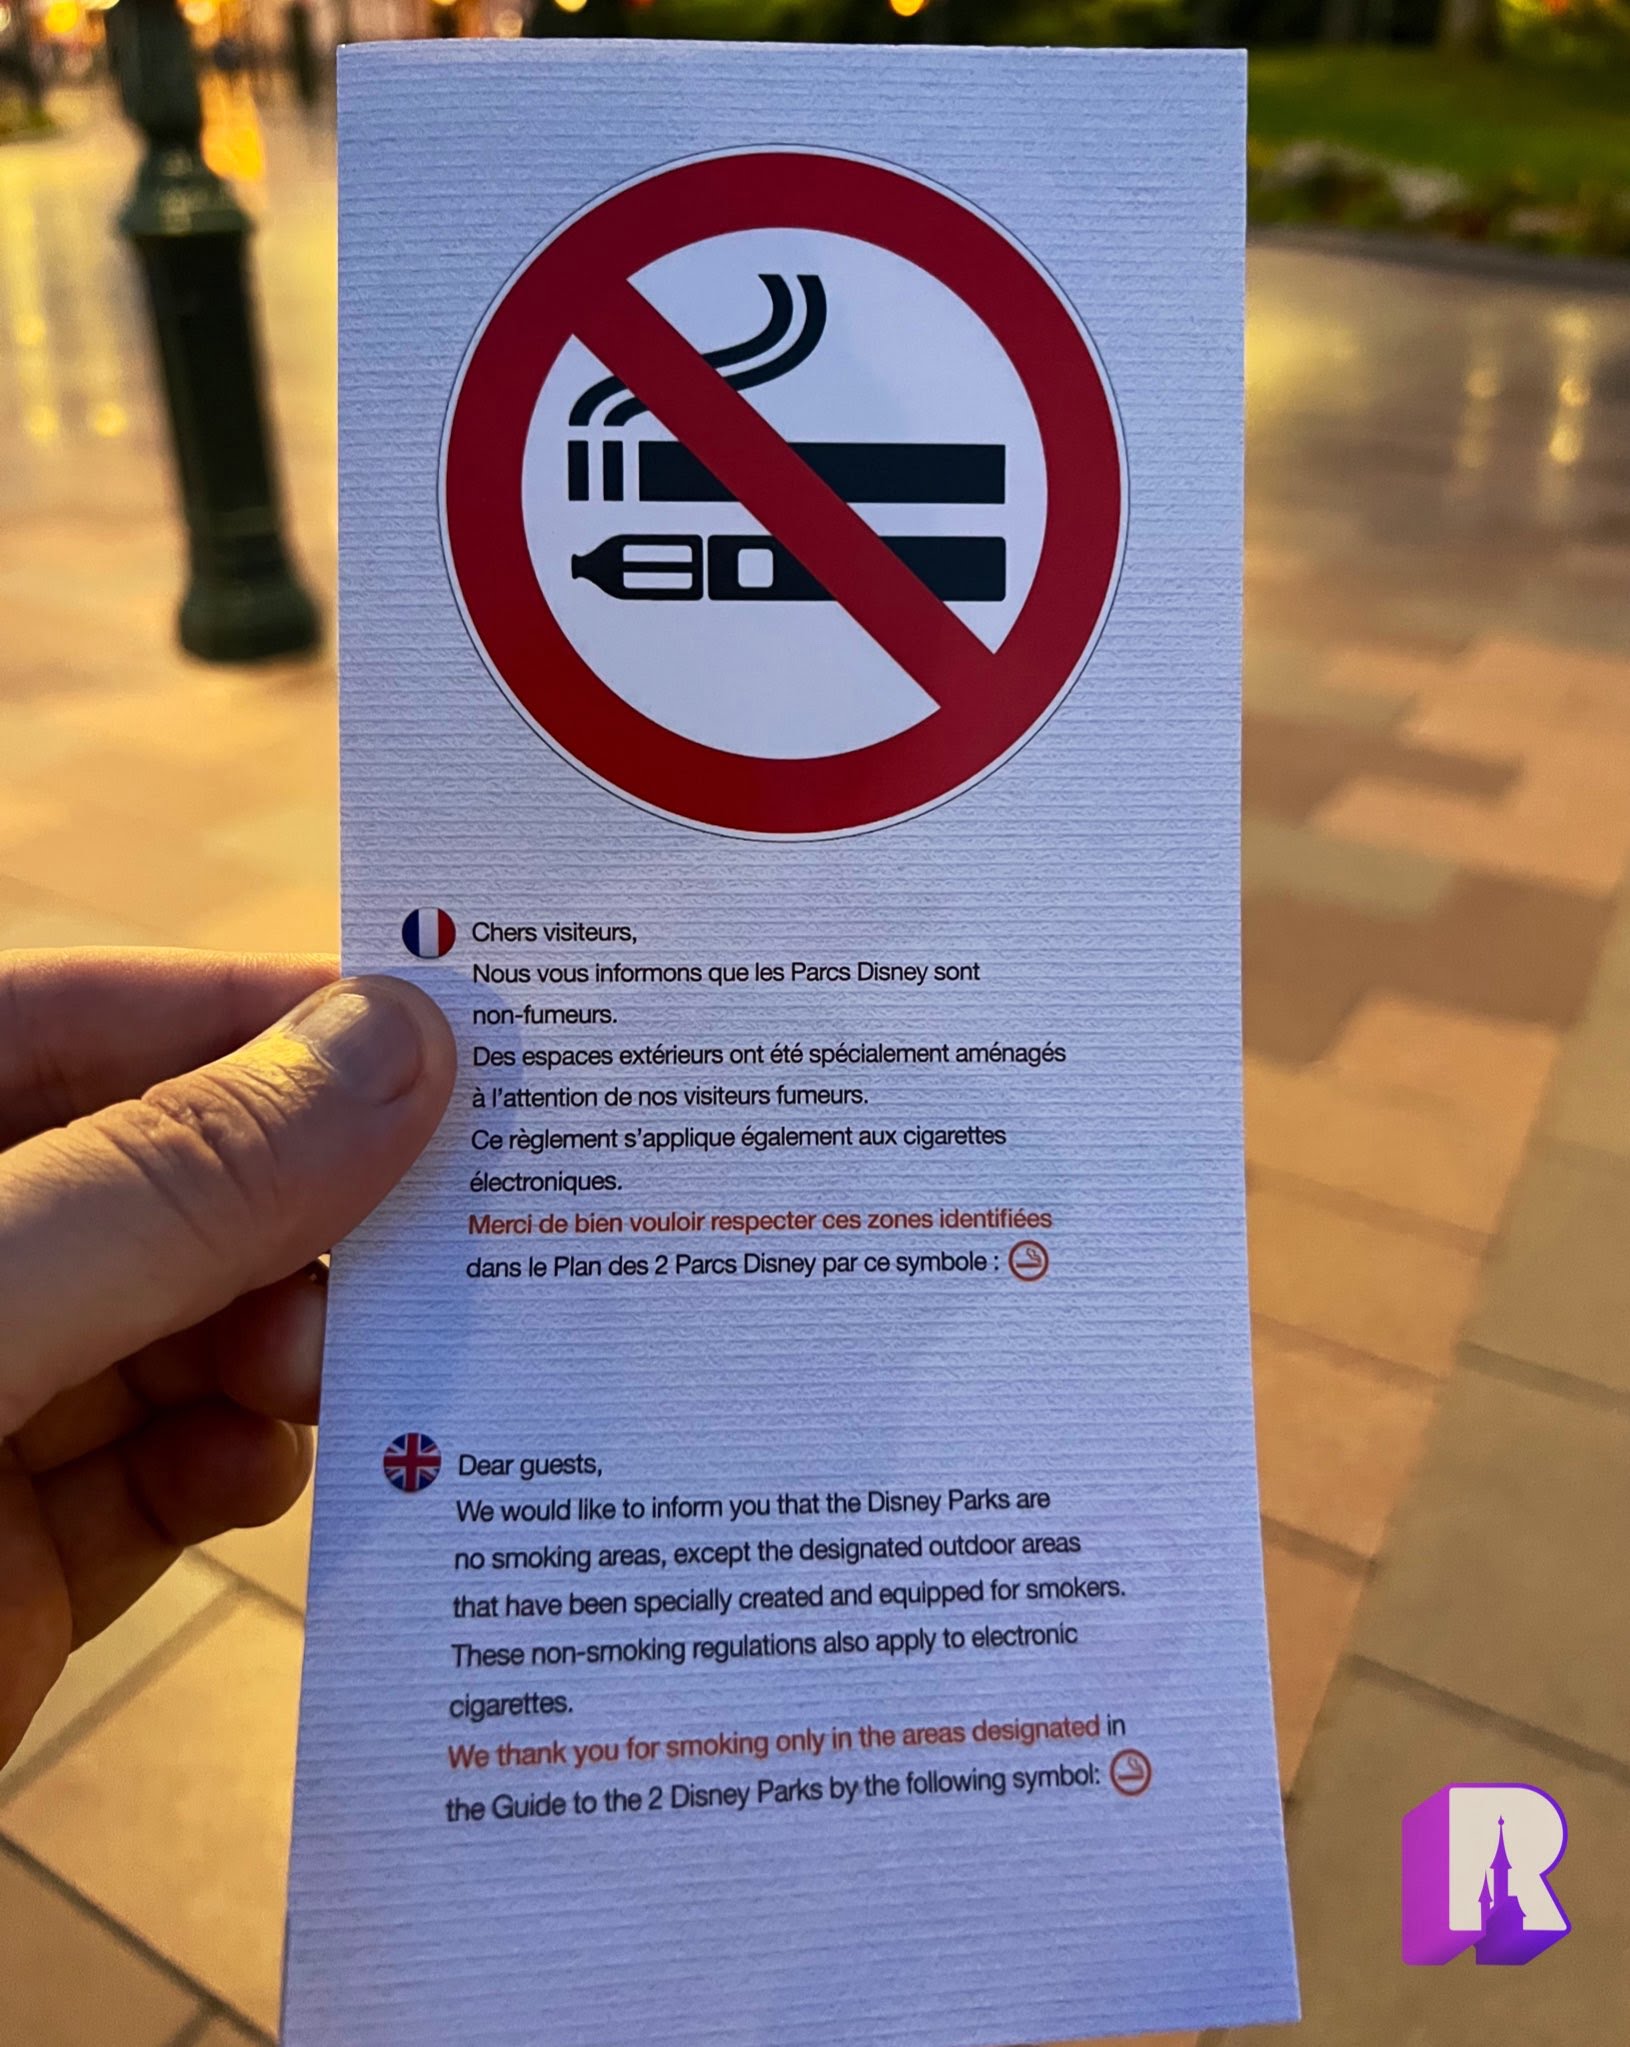 Chers visiteurs,
Nous vous informons que les Parcs Disney sont
non-fumeurs.
Des espaces extérieurs ont été spécialement aménagés
à l'attention de nos visiteurs fumeurs.
Ce règlement s'applique également aux cigarettes
électroniques.
Merci de bien vouloir respecter ces zones identifiées
dans le Plan des 2 Parcs Disney par ce symbole :
Dear guests,
We would like to inform you that the Disney Parks are
no smoking areas, except the designated outdoor areas
that have been specially created and equipped for smokers.
These non-smoking regulations also apply to electronic
cigarettes.
We thank you for smoking only in the areas designated in
the Guide to the 2 Disney Parks by the following symbol:
R